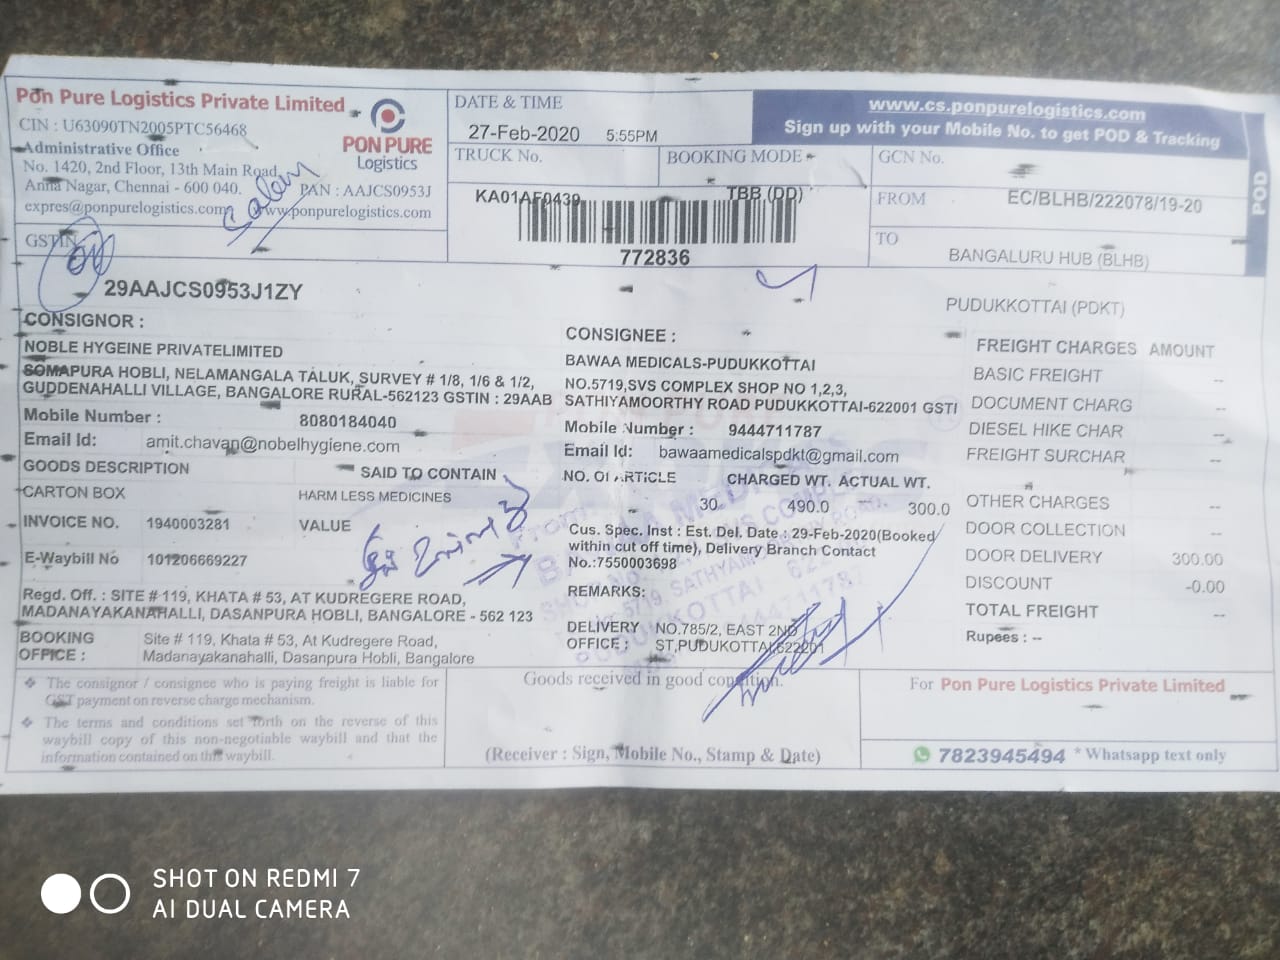 Pon Pure Logistics Private Limited
CIN : U63090TN2005PTC56468
Administrative Office
No. 1420, 2nd Floor, 13th Main Road,
Anna Nagar, Chennai - 600 040.
PAN : AAJCS0953J
expres@ponpurelogistics.com
www.ponpurelogistics.com
PON PURE
Logistics
Salem
GSTIN
29AAJCS0953J1ZY
DATE & TIME
27-Feb-2020 5:55PM
TRUCK No.
KA01AF0439
BOOKING MODE
TBB (DD)
772836
www.cs.ponpurelogistics.com
Sign up with your Mobile No. to get POD & Tracking
POD
GCN No.
EC/BLHB/222078/19-20
FROM
BANGALURU HUB (BLHB)
TO
PUDUKKOTTAI (PDKT)
CONSIGNOR :
NOBLE HYGEINE PRIVATELIMITED
SOMAPURA HOBLI, NELAMANGALA TALUK, SURVEY # 1/8, 1/6 & 1/2,
GUDDENAHALLI VILLAGE, BANGALORE RURAL-562123 GSTIN : 29AAB
Mobile Number : 8080184040
Email Id: amit.chavan@nobelhygiene.com
CONSIGNEE :
BAWAA MEDICALS-PUDUKKOTTAI
NO.5719,SVS COMPLEX SHOP NO 1,2,3,
SATHIYAMOORTHY ROAD PUDUKKOTTAI-622001 GSTI
Mobile Number : 9444711787
Email Id: bawaamedicalspdkt@gmail.com
GOODS DESCRIPTION SAID TO CONTAIN
CARTON BOX HARM LESS MEDICINES
INVOICE NO. 1940003281 VALUE
E-Waybill No 101206669227
NO. Of ARTICLE CHARGED WT. ACTUAL WT.
30 490.0 300.0
Cus. Spec. Inst : Est. Del. Date : 29-Feb-2020(Booked
within cut off time), Delivery Branch Contact
No.:7550003698
REMARKS:
DELIVERY NO.785/2, EAST 2ND
OFFICE : ST,PUDUKOTTAI,622201
FREIGHT CHARGES AMOUNT
BASIC FREIGHT --
DOCUMENT CHARG --
DIESEL HIKE CHAR --
FREIGHT SURCHAR --
OTHER CHARGES --
DOOR COLLECTION --
DOOR DELIVERY 300.00
DISCOUNT -0.00
TOTAL FREIGHT --
Rupees : --
Regd. Off. : SITE # 119, KHATA # 53, AT KUDREGERE ROAD,
MADANAYAKANAHALLI, DASANPURA HOBLI, BANGALORE - 562 123
BOOKING Site # 119, Khata # 53, At Kudregere Road,
OFFICE : Madanayakanahalli, Dasanpura Hobli, Bangalore
❖ The consignor / consignee who is paying freight is liable for
GST payment on reverse charge mechanism.
❖ The terms and conditions set forth on the reverse of this
waybill copy of this non-negotiable waybill and that the
information contained on this waybill.
Goods received in good condition.
(Receiver : Sign, Mobile No., Stamp & Date)
For Pon Pure Logistics Private Limited
7823945494 * Whatsapp text only
SHOT ON REDMI 7
AI DUAL CAMERA